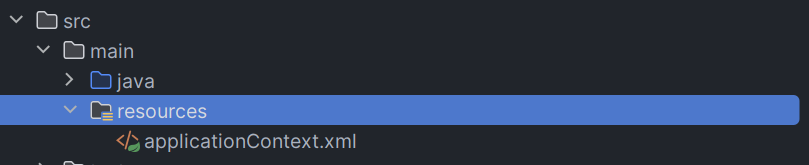 src
main
java
resources
applicationContext.xml